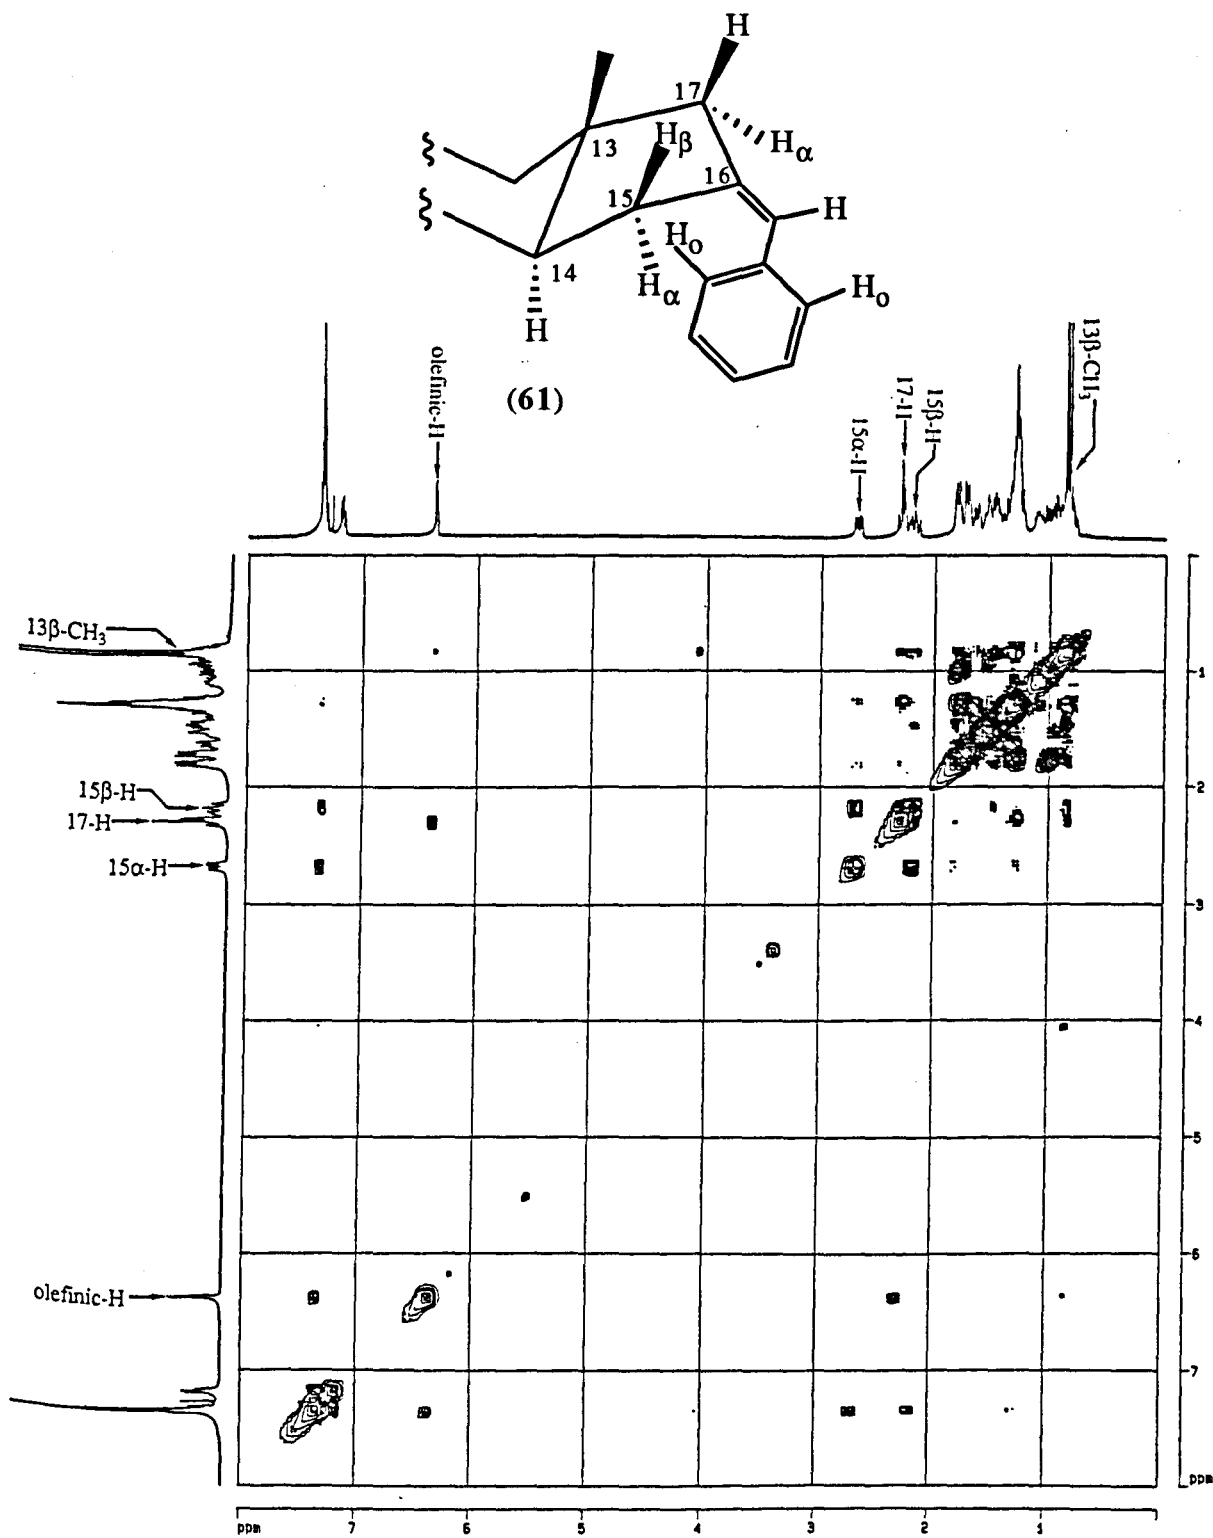 H
17
H
α
13
Hβ
16
15
H
Ho
Hα
14
Ho
H
(61)
olefinic-H
15α-H
17-H
15β-H
13β-CH3
13β-CH3
1
2
15β-H
17-H
15α-H
3
4
5
6
olefinic-H
7
ppm
ppm 7 6 5 4 3 2 1